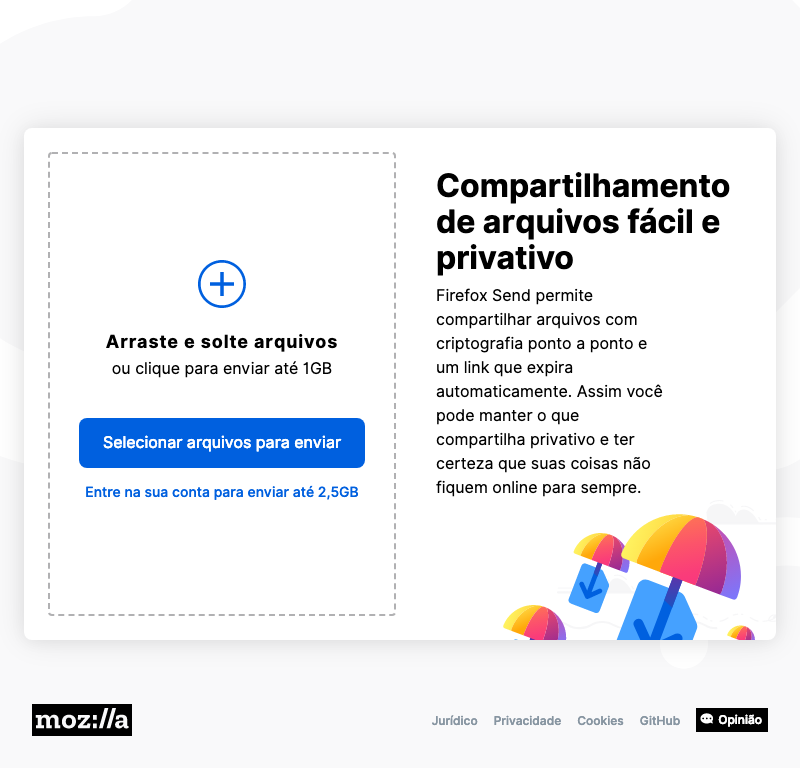 Arraste e solte arquivos
ou clique para enviar até 1GB
Selecionar arquivos para enviar
Entre na sua conta para enviar até 2,5GB
Compartilhamento
de arquivos fácil e
privativo
Firefox Send permite
compartilhar arquivos com
criptografia ponto a ponto e
um link que expira
automaticamente. Assim você
pode manter o que
compartilha privativo e ter
certeza que suas coisas não
fiquem online para sempre.
moz://a
Jurídico Privacidade Cookies GitHub Opinião